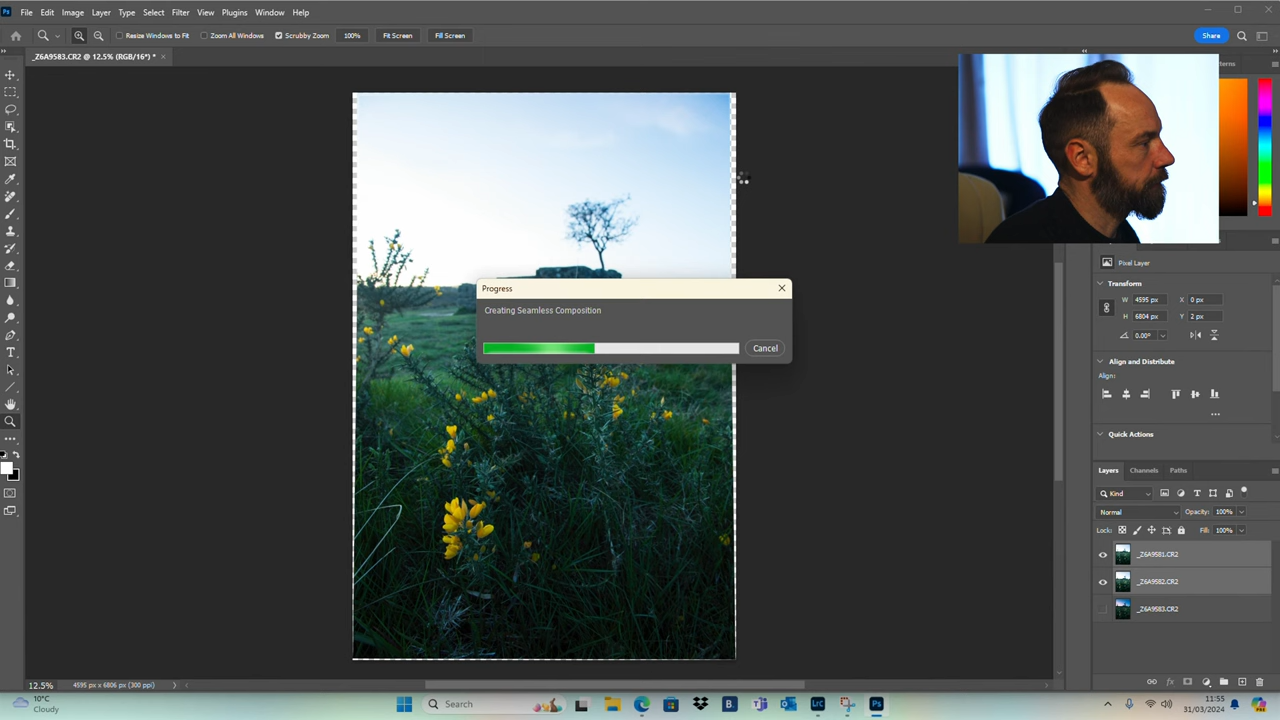 Ps File Edit Image Layer Type Select Filter View Plugins Window Help
Resize Windows to Fit Zoom All Windows Scrubby Zoom 100% Fit Screen Fill Screen Share
_Z6A9583.CR2 @ 12.5% (RGB/16*) * ×
Pixel Layer
Transform
W 4595 px X 0 px
H 6804 px Y 2 px
0.00°
Align and Distribute
Align:
Quick Actions
Progress
Creating Seamless Composition
Cancel
Layers Channels Paths
Kind
Normal Opacity: 100%
Lock: Fill: 100%
_Z6A9581.CR2
_Z6A9582.CR2
_Z6A9583.CR2
12.5% 4595 px x 6806 px (300 ppi)
10°C
Cloudy
Search
B
LrC
Ps
11:55
31/03/2024